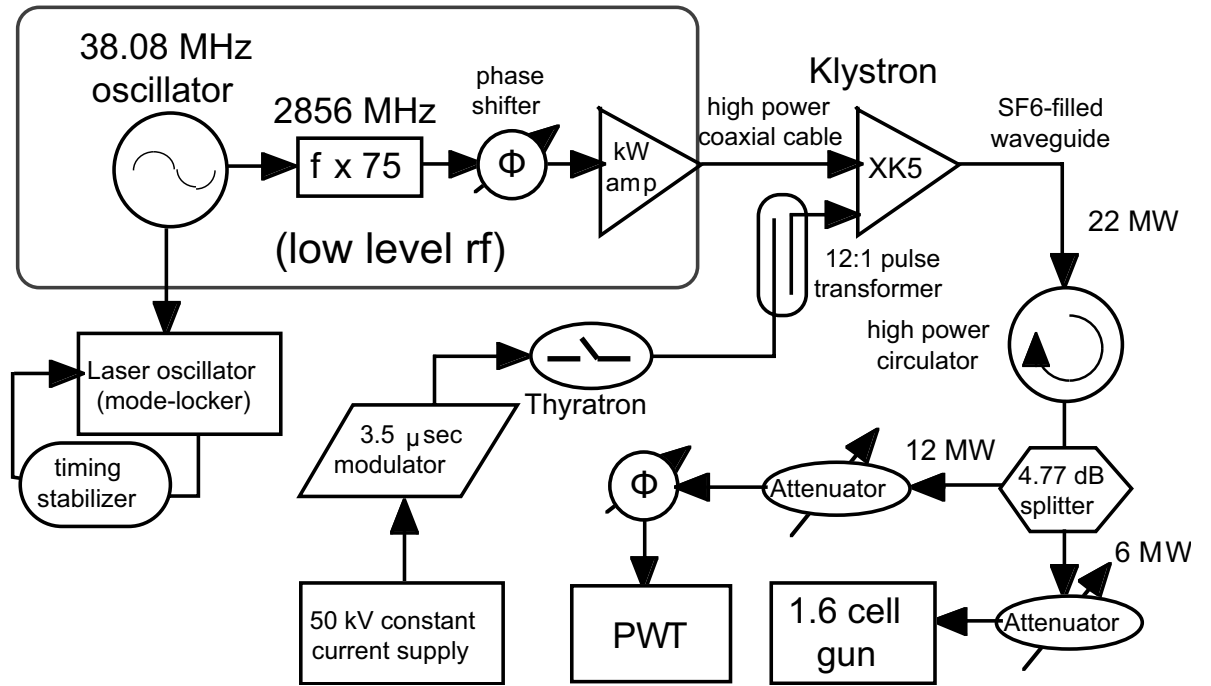 38.08 MHz
oscillator
2856 MHz
f x 75
phase
shifter
Φ
kW
amp
(low level rf)
high power
coaxial cable
Klystron
XK5
SF6-filled
waveguide
22 MW
12:1 pulse
transformer
high power
circulator
Laser oscillator
(mode-locker)
timing
stabilizer
Thyratron
3.5 μsec
modulator
50 kV constant
current supply
12 MW
4.77 dB
splitter
Attenuator
Φ
PWT
6 MW
Attenuator
1.6 cell
gun